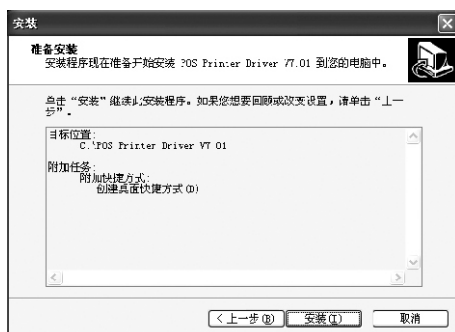 安装
准备安装
安装程序现在准备开始安装 POS Printer Driver V7.01 到您的电脑中。
单击“安装”继续此安装程序。如果您想要回顾或改变设置，请单击“上一
步”。
目标位置:
C:\POS Printer Driver V7 01
附加任务:
附加快捷方式:
创建桌面快捷方式(D)
<上一步(B)
安装(I)
取消